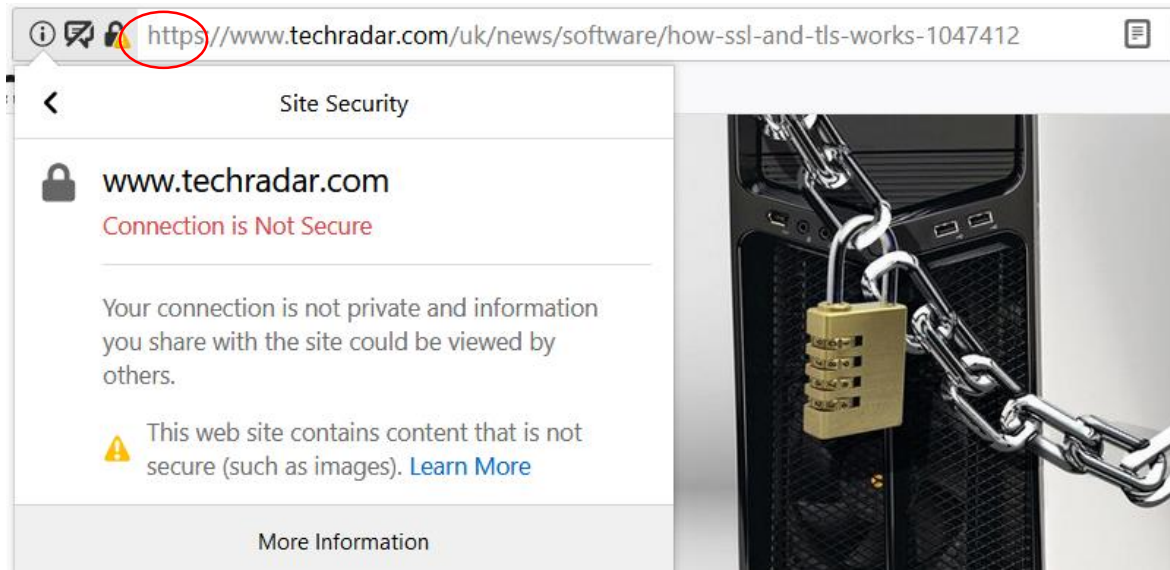 https://www.techradar.com/uk/news/software/how-ssl-and-tls-works-1047412
Site Security
www.techradar.com
Connection is Not Secure
Your connection is not private and information
you share with the site could be viewed by
others.
This web site contains content that is not
secure (such as images). Learn More
More Information